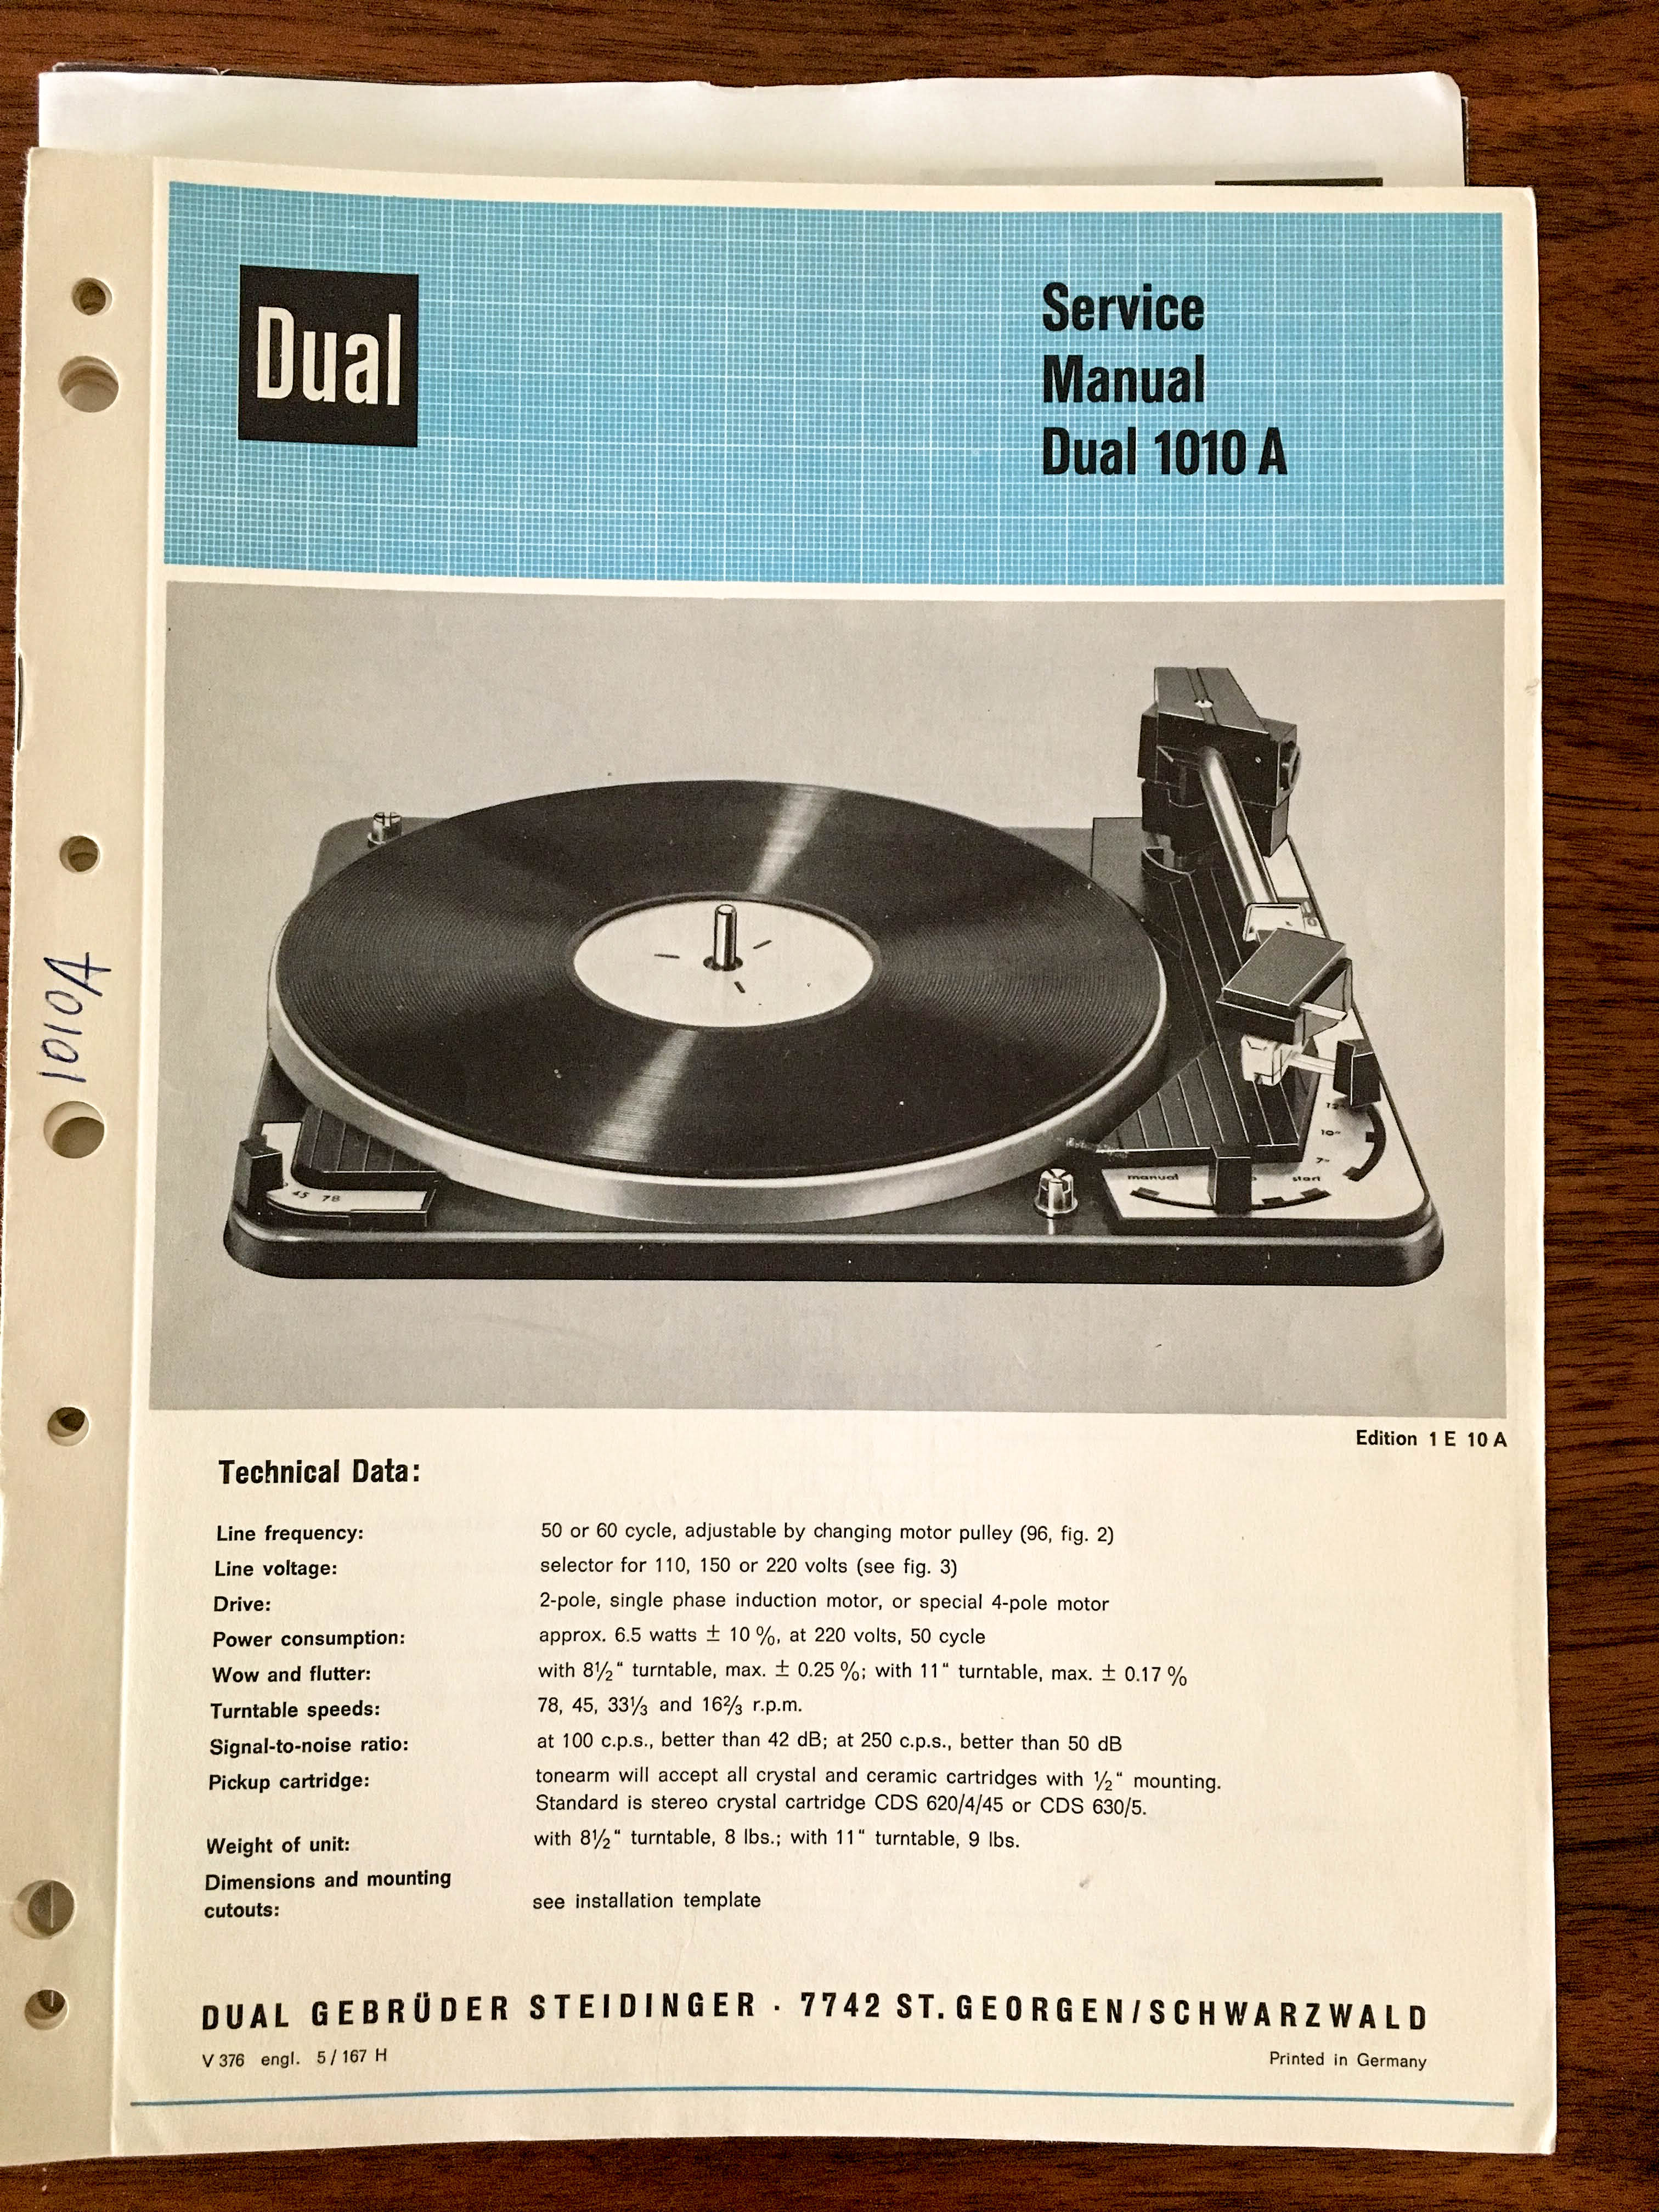 Dual
Service
Manual
Dual 1010 A
1010A
45 78
manual
start
12"
10"
7"
Edition 1 E 10 A
Technical Data:
Line frequency: 50 or 60 cycle, adjustable by changing motor pulley (96, fig. 2)
Line voltage: selector for 110, 150 or 220 volts (see fig. 3)
Drive: 2-pole, single phase induction motor, or special 4-pole motor
Power consumption: approx. 6.5 watts ± 10 %, at 220 volts, 50 cycle
Wow and flutter: with 8½“ turntable, max. ± 0.25 %; with 11“ turntable, max. ± 0.17 %
Turntable speeds: 78, 45, 33⅓ and 16⅔ r.p.m.
Signal-to-noise ratio: at 100 c.p.s., better than 42 dB; at 250 c.p.s., better than 50 dB
Pickup cartridge: tonearm will accept all crystal and ceramic cartridges with ½“ mounting.
Standard is stereo crystal cartridge CDS 620/4/45 or CDS 630/5.
Weight of unit: with 8½“ turntable, 8 lbs.; with 11“ turntable, 9 lbs.
Dimensions and mounting
cutouts: see installation template
DUAL GEBRÜDER STEIDINGER · 7742 ST. GEORGEN/SCHWARZWALD
V 376 engl. 5/167 H
Printed in Germany